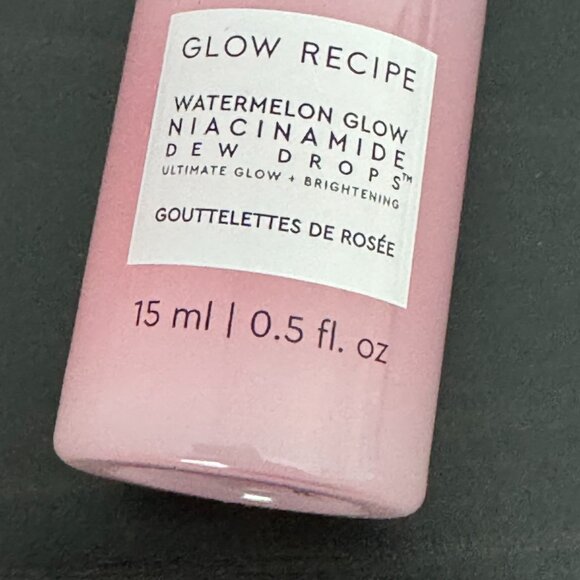 GLOW RECIPE
WATERMELON GLOW
NIACINAMIDE
DEW DROPS™
ULTIMATE GLOW + BRIGHTENING
GOUTTELETTES DE ROSÉE
15 ml | 0.5 fl. oz